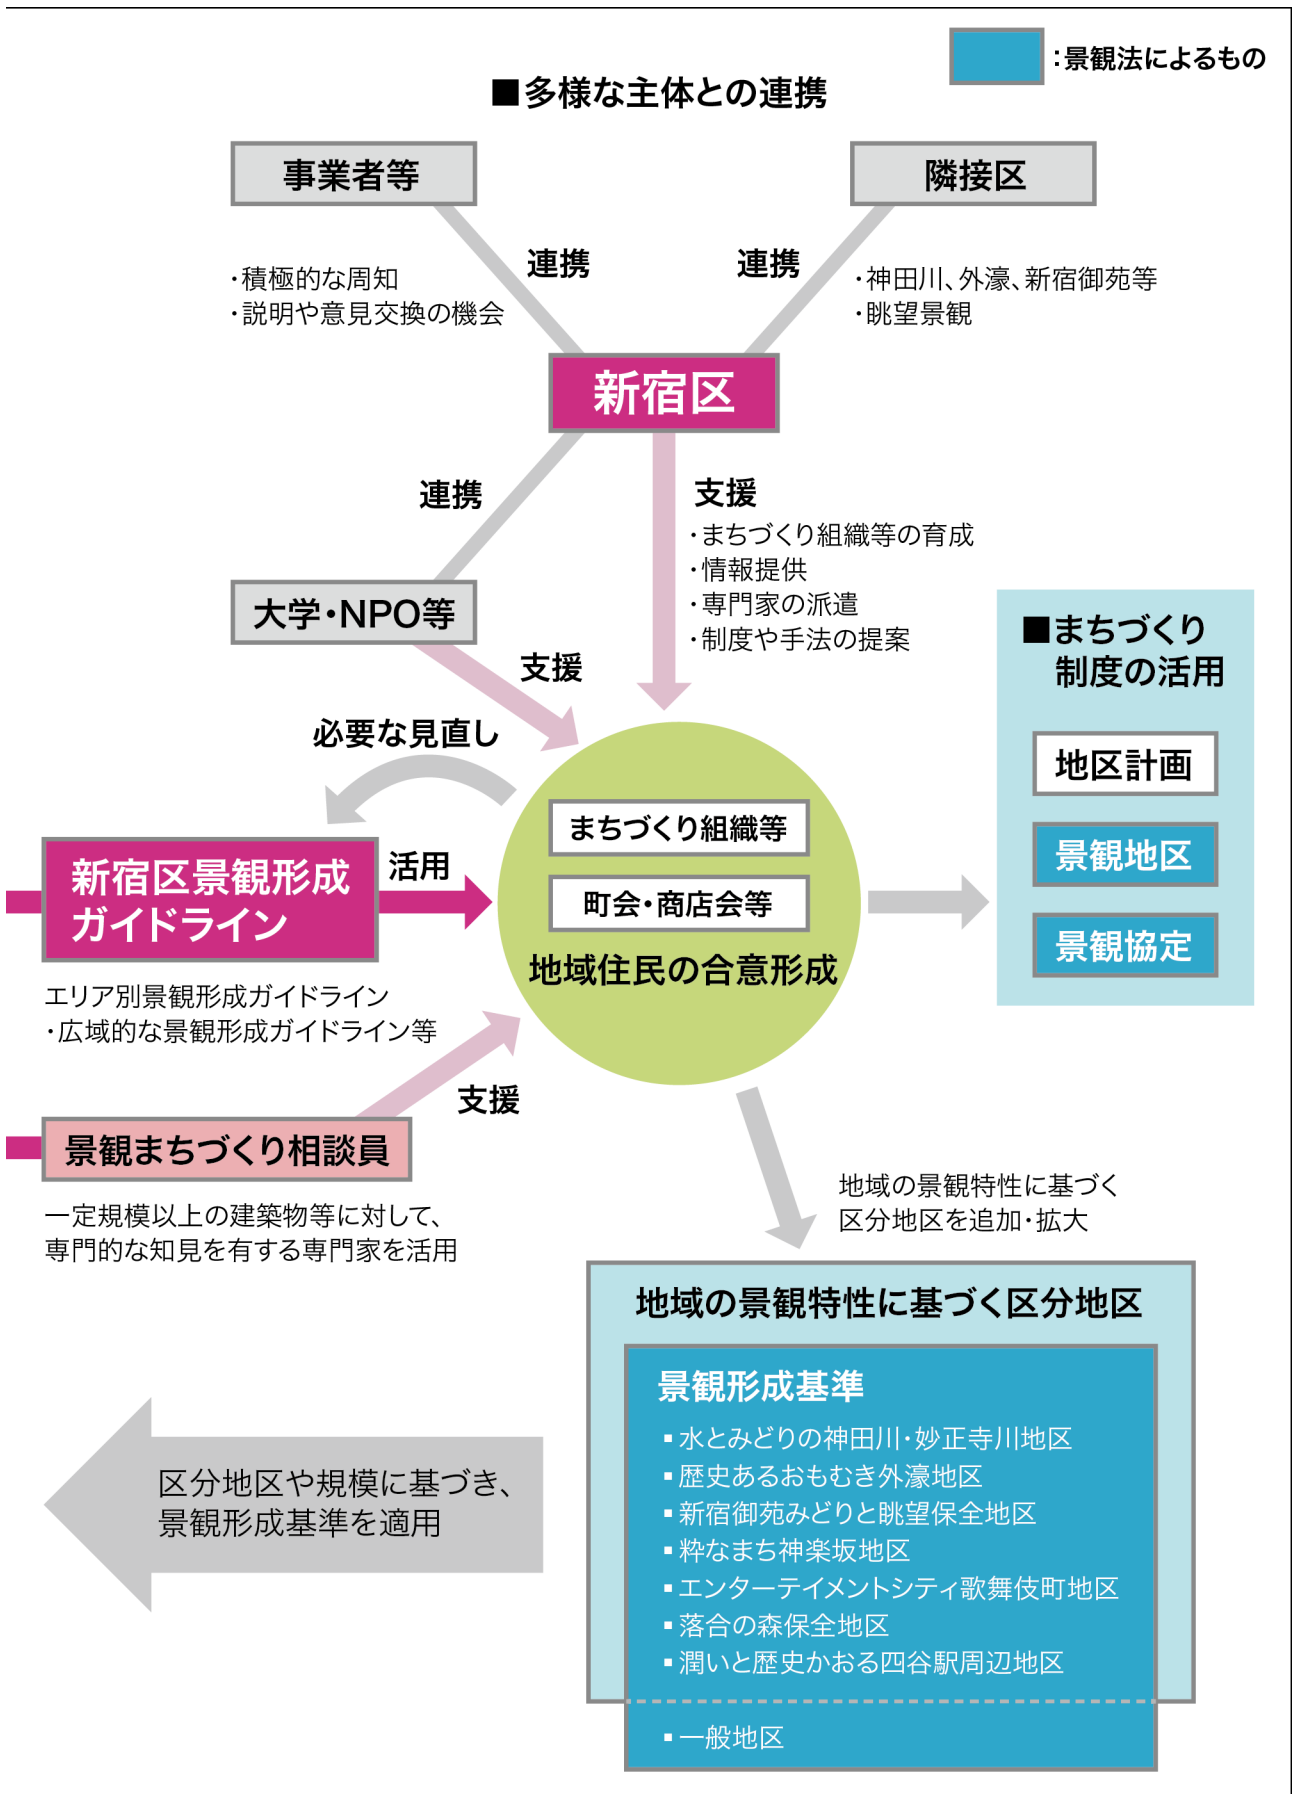 ：景観法によるもの
■多様な主体との連携
事業者等
隣接区
連携
連携
・積極的な周知
・説明や意見交換の機会
・神田川、外濠、新宿御苑等
・眺望景観
新宿区
連携
支援
・まちづくり組織等の育成
・情報提供
・専門家の派遣
・制度や手法の提案
大学・NPO等
支援
必要な見直し
■まちづくり
制度の活用
地区計画
景観地区
景観協定
まちづくり組織等
町会・商店会等
地域住民の合意形成
新宿区景観形成
ガイドライン
活用
エリア別景観形成ガイドライン
・広域的な景観形成ガイドライン等
支援
景観まちづくり相談員
一定規模以上の建築物等に対して、
専門的な知見を有する専門家を活用
地域の景観特性に基づく
区分地区を追加・拡大
地域の景観特性に基づく区分地区
景観形成基準
▪水とみどりの神田川・妙正寺川地区
▪歴史あるおもむき外濠地区
▪新宿御苑みどりと眺望保全地区
▪粋なまち神楽坂地区
▪エンターテイメントシティ歌舞伎町地区
▪落合の森保全地区
▪潤いと歴史かおる四谷駅周辺地区
▪一般地区
区分地区や規模に基づき、
景観形成基準を適用